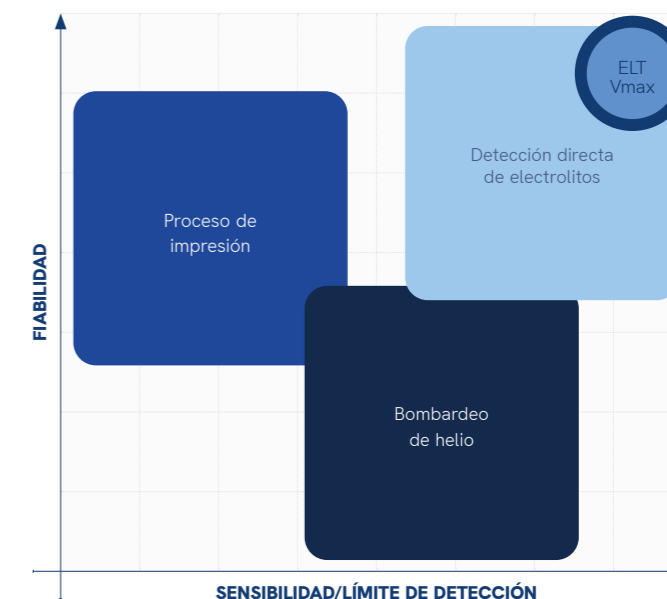 ELT
Vmax
Detección directa
de electrolitos
Proceso de
impresión
FIABILIDAD
Bombardeo
de helio
SENSIBILIDAD/LÍMITE DE DETECCIÓN